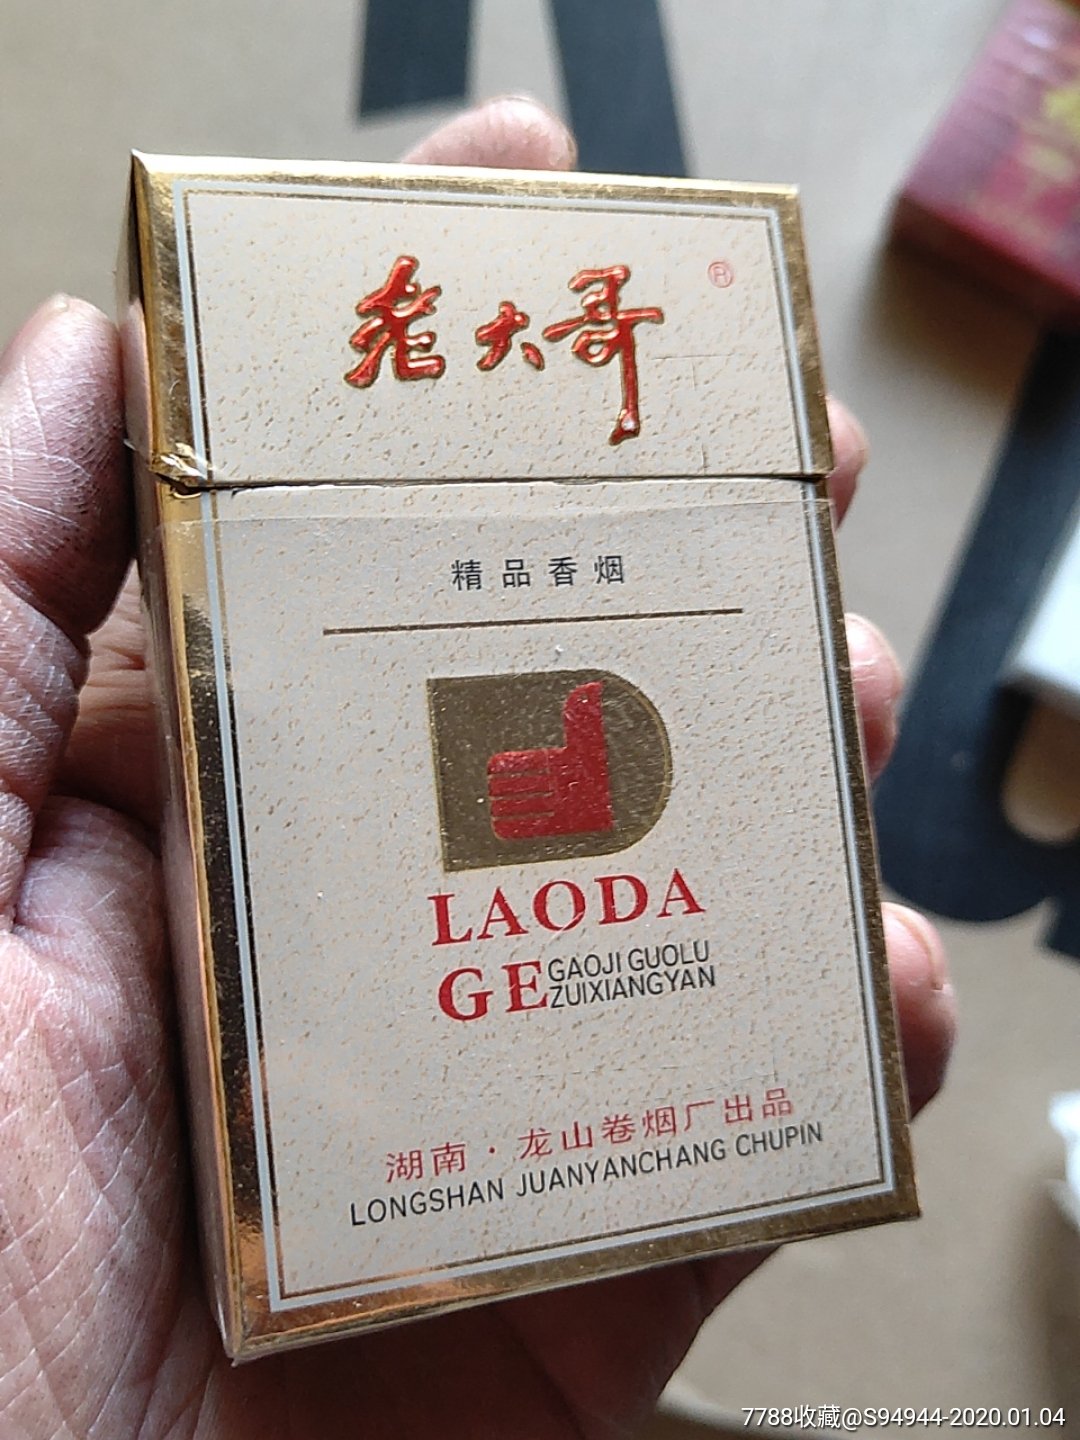 老大哥
®
精品香烟
LAODA
GE
GAOJI GUOLU
ZUIXIANGYAN
湖南·龙山卷烟厂出品
LONGSHAN JUANYANCHANG CHUPIN
7788收藏@S94944-2020.01.04